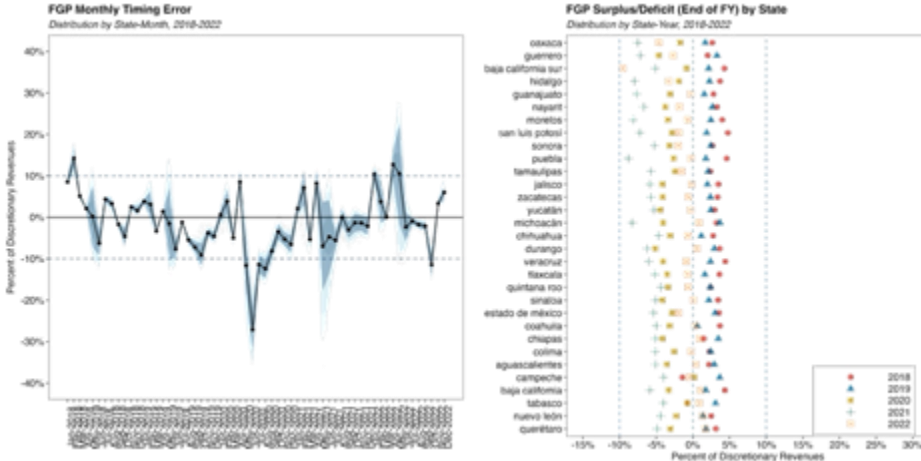 FGP Monthly Timing Error
Distribution by State-Month, 2018-2022
Percent of Discretionary Revenues
40%
30%
20%
10%
0%
-10%
-20%
-30%
-40%
FGP Surplus/Deficit (End of FY) by State
Distribution by State-Year, 2018-2022
oaxaca
guerrero
baja california sur
hidalgo
guanajuato
nayarit
morelos
san luis potosí
sonora
puebla
tamaulipas
jalisco
zacatecas
yucatán
michoacán
chihuahua
durango
veracruz
tlaxcala
quintana roo
sinaloa
estado de méxico
coahuila
chiapas
colima
aguascalientes
campeche
baja california
tabasco
nuevo león
querétaro
2018
2019
2020
2021
2022
-15% -10% -5% 0% 5% 10% 15% 20% 25% 30%
Percent of Discretionary Revenues